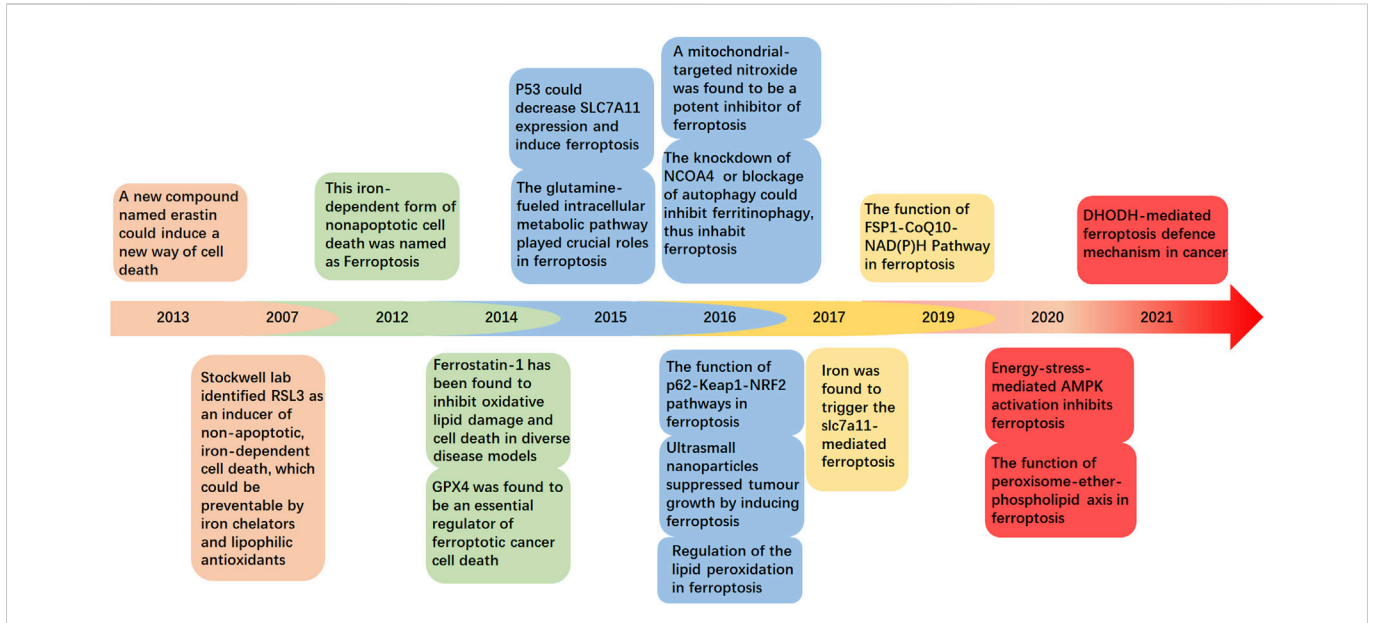 A new compound
named erastin
could induce a
new way of cell
death
This iron-
dependent form of
nonapoptotic cell
death was named
as Ferroptosis
P53 could
decrease SLC7A11
expression and
induce ferroptosis
The glutamine-
fueled intracellular
metabolic pathway
played crucial roles
in ferroptosis
A mitochondrial-
targeted nitroxide
was found to be a
potent inhibitor of
ferroptosis
The knockdown of
NCOA4 or blockage
of autophagy could
inhibit ferritinophagy,
thus inhabit
ferroptosis
The function of
FSP1-CoQ10-
NAD(P)H Pathway
in ferroptosis
DHODH-mediated
ferroptosis defence
mechanism in cancer
2013 2007 2012 2014 2015 2016 2017 2019 2020 2021
Stockwell lab
identified RSL3 as
an inducer of
non-apoptotic,
iron-dependent
cell death, which
could be
preventable by
iron chelators
and lipophilic
antioxidants
Ferrostatin-1 has
been found to
inhibit oxidative
lipid damage and
cell death in diverse
disease models
GPX4 was found to
be an essential
regulator of
ferroptotic cancer
cell death
The function of
p62-Keap1-NRF2
pathways in
ferroptosis
Ultrasmall
nanoparticles
suppressed tumour
growth by inducing
ferroptosis
Regulation of the
lipid peroxidation
in ferroptosis
Iron was
found to
trigger the
slc7a11-
mediated
ferroptosis
Energy-stress-
mediated AMPK
activation inhibits
ferroptosis
The function of
peroxisome-ether-
phospholipid axis in
ferroptosis